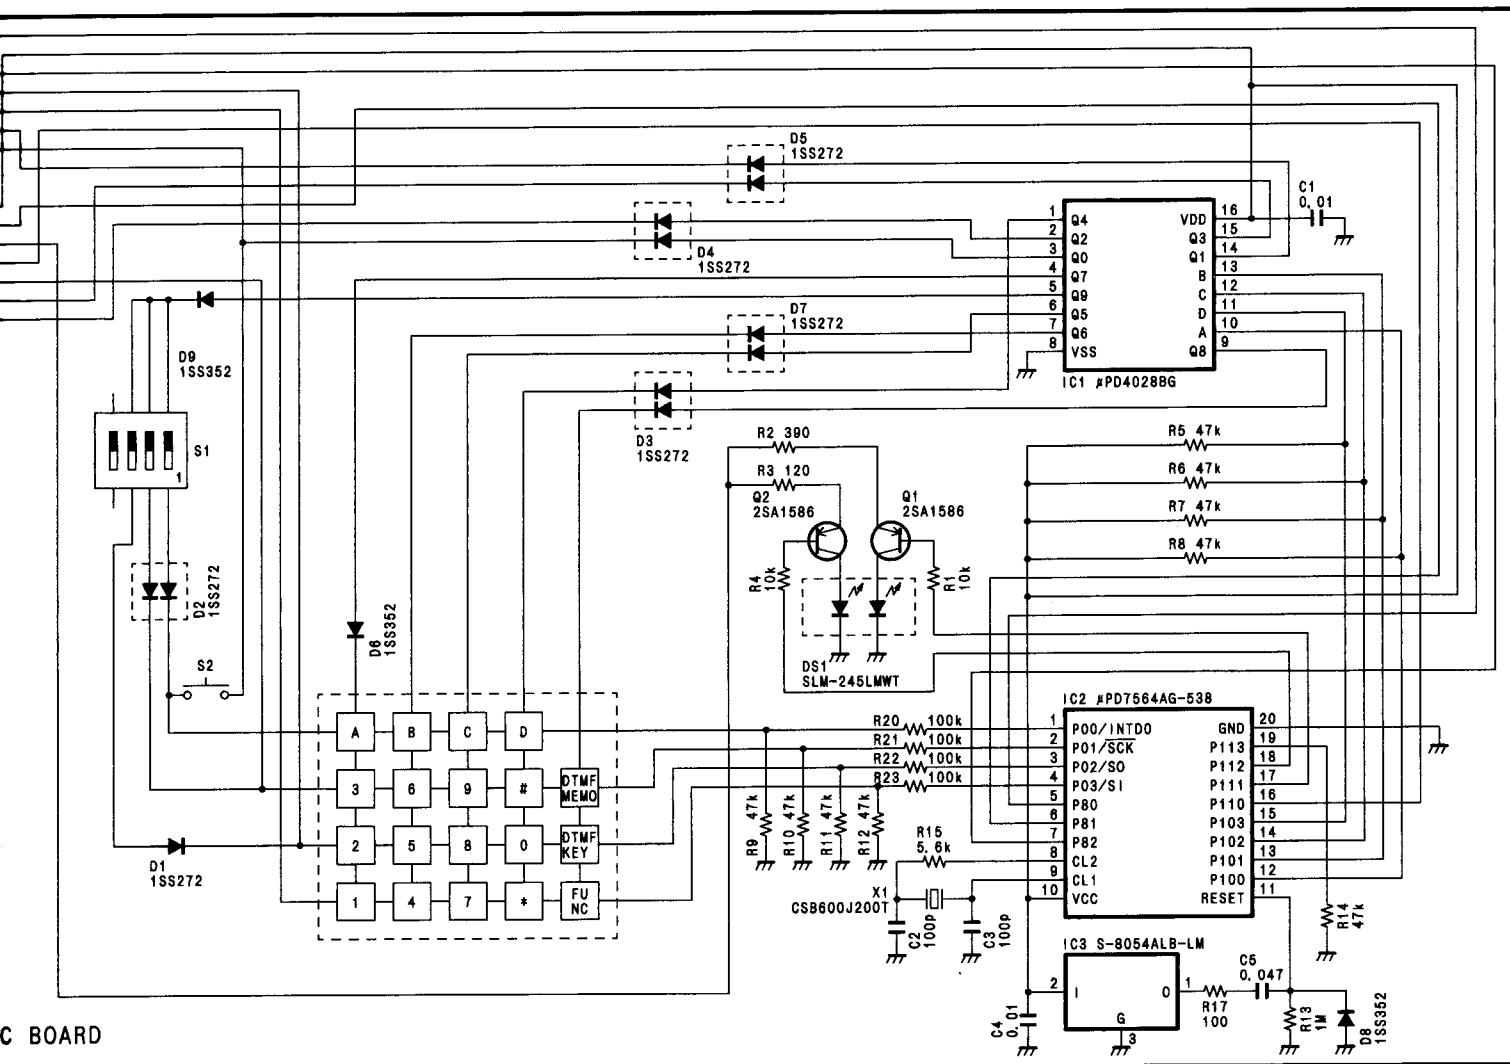 D5
1SS272
D4
1SS272
D9
1SS352
D7
1SS272
D3
1SS272
C1
0.01
1 Q4
2 Q2
3 Q0
4 Q7
5 Q9
6 Q5
7 Q6
8 VSS
VDD 16
Q3 15
Q1 14
B 13
C 12
D 11
A 10
Q8 9
IC1 μPD4028BG
S1
1
R2 390
R3 120
Q2
2SA1586
Q1
2SA1586
R4
10k
R1
10k
DS1
SLM-245LMWT
R5 47k
R6 47k
R7 47k
R8 47k
D2
1SS272
D6
1SS352
S2
D1
1SS272
A B C D
3 6 9 # DTMF MEMO
2 5 8 0 DTMF KEY
1 4 7 * FU NC
R20 100k
R21 100k
R22 100k
R23 100k
R9 47k
R10 47k
R11 47k
R12 47k
R15
5.6k
X1
CSB600J200T
C2
100p
C3
100p
IC2 μPD7564AG-538
1 P00/INTDO
2 P01/SCK
3 P02/SO
4 P03/SI
5 P80
6 P81
7 P82
8 CL2
9 CL1
10 VCC
GND 20
P113 19
P112 18
P111 17
P110 16
P103 15
P102 14
P101 13
P100 12
RESET 11
R14
47k
IC3 S-8054ALB-LM
2 I
O 1
G
3
C4
0.01
R17
100
C5
0.047
R13
1M
D8
1SS352
C BOARD